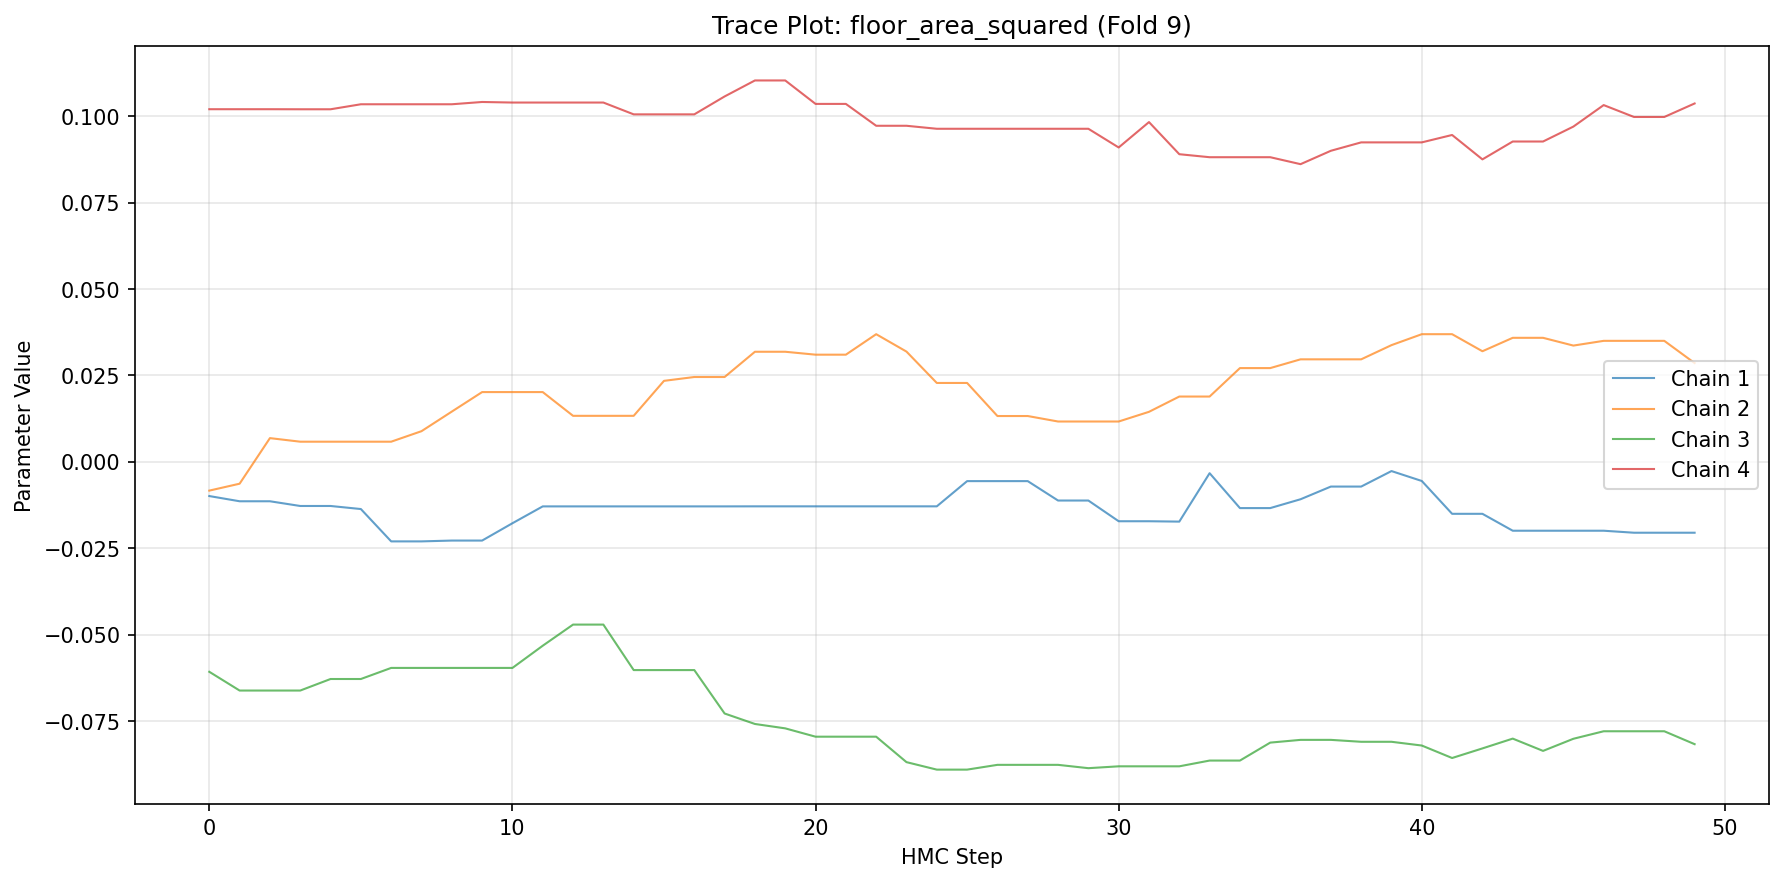 Trace Plot: floor_area_squared (Fold 9)
Parameter Value
0.100
0.075
0.050
0.025
0.000
−0.025
−0.050
−0.075
Chain 1
Chain 2
Chain 3
Chain 4
0 10 20 30 40 50
HMC Step